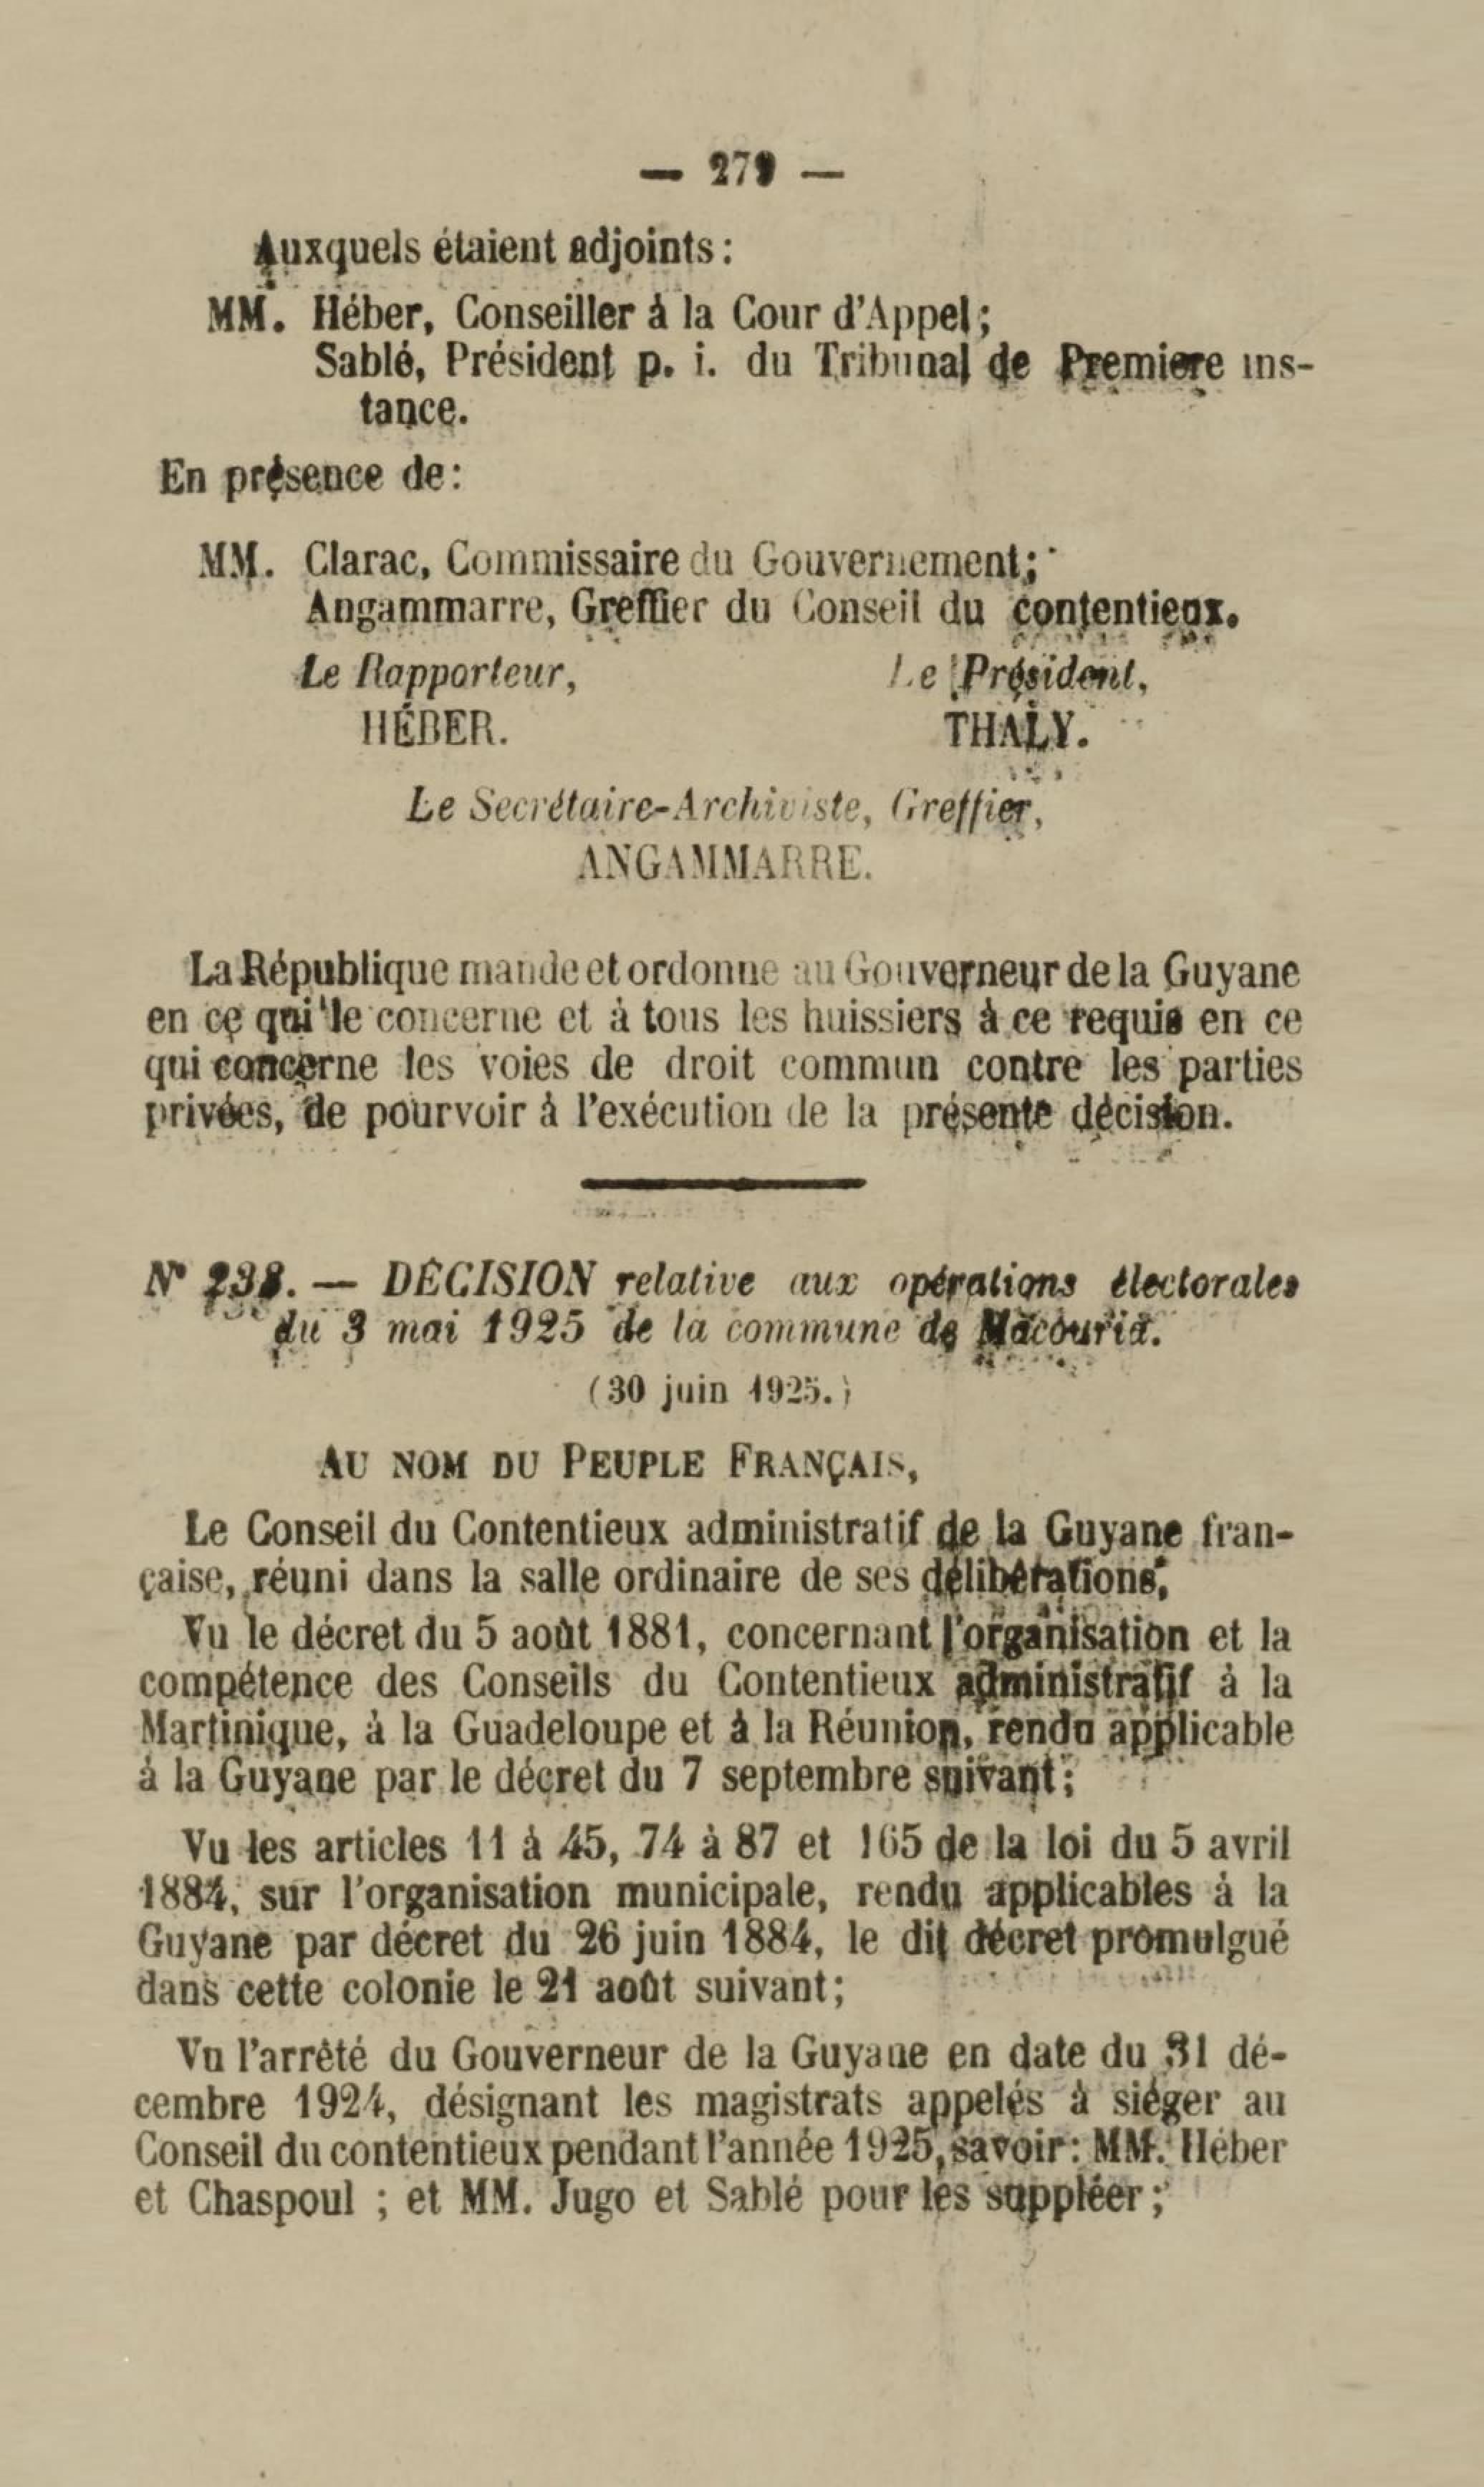 — 279 —
Auxquels étaient adjoints :
MM. Héber, Conseiller à la Cour d'Appel ;
Sablé, Président p. i. du Tribunal de Premiere ins-
tance.
En présence de :
MM. Clarac, Commissaire du Gouvernement ;
Angammarre, Greffier du Conseil du contentieux.
Le Rapporteur, Le Président,
HÉBER. THALY.
Le Secrétaire-Archiviste, Greffier,
ANGAMMARRE.
La République mande et ordonne au Gouverneur de la Guyane
en ce qui le concerne et à tous les huissiers à ce requis en ce
qui concerne les voies de droit commun contre les parties
privées, de pourvoir à l'exécution de la présente décision.
N° 238. — DÉCISION relative aux opérations électorales
du 3 mai 1925 de la commune de Macouria.
(30 juin 1925.)
AU NOM DU PEUPLE FRANÇAIS,
Le Conseil du Contentieux administratif de la Guyane fran-
çaise, réuni dans la salle ordinaire de ses délibérations,
Vu le décret du 5 août 1881, concernant l'organisation et la
compétence des Conseils du Contentieux administratif à la
Martinique, à la Guadeloupe et à la Réunion, rendu applicable
à la Guyane par le décret du 7 septembre suivant ;
Vu les articles 11 à 45, 74 à 87 et 165 de la loi du 5 avril
1884, sur l'organisation municipale, rendu applicables à la
Guyane par décret du 26 juin 1884, le dit décret promulgué
dans cette colonie le 21 août suivant ;
Vu l'arrêté du Gouverneur de la Guyane en date du 31 dé-
cembre 1924, désignant les magistrats appelés à siéger au
Conseil du contentieux pendant l'année 1925, savoir : MM. Héber
et Chaspoul ; et MM. Jugo et Sablé pour les suppléer ;